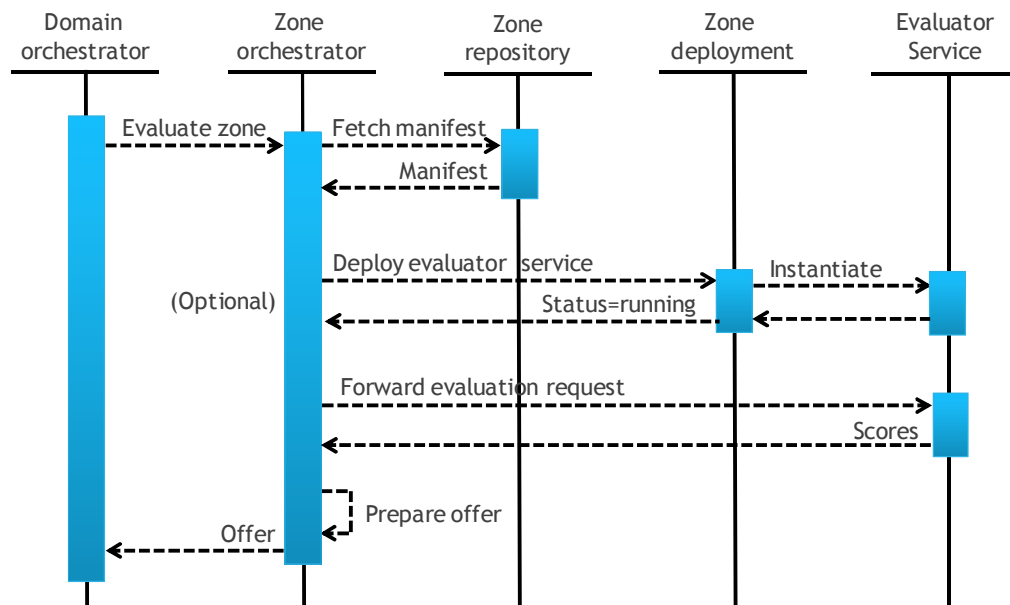 Domain
orchestrator
Zone
orchestrator
Zone
repository
Zone
deployment
Evaluator
Service
Evaluate zone
Fetch manifest
Manifest
Deploy evaluator service
Instantiate
(Optional)
Status=running
Forward evaluation request
Scores
Prepare offer
Offer